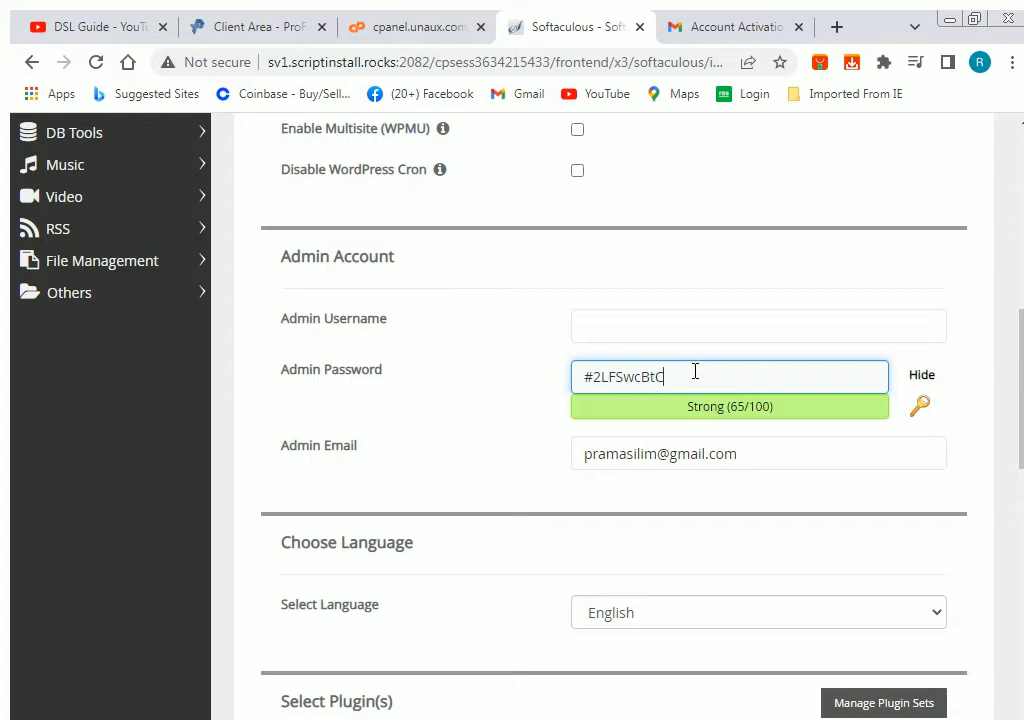 DSL Guide - YouTu
Client Area - ProF
cpanel.unaux.com
Softaculous - Soft
Account Activatio
Not secure
sv1.scriptinstall.rocks:2082/cpsess3634215433/frontend/x3/softaculous/i...
R
Apps
Suggested Sites
Coinbase - Buy/Sell...
(20+) Facebook
Gmail
YouTube
Maps
Login
Imported From IE
DB Tools
Music
Video
RSS
File Management
Others
Enable Multisite (WPMU)
Disable WordPress Cron
Admin Account
Admin Username
Admin Password
#2LFSwcBtC
Hide
Strong (65/100)
Admin Email
pramasilim@gmail.com
Choose Language
Select Language
English
Select Plugin(s)
Manage Plugin Sets